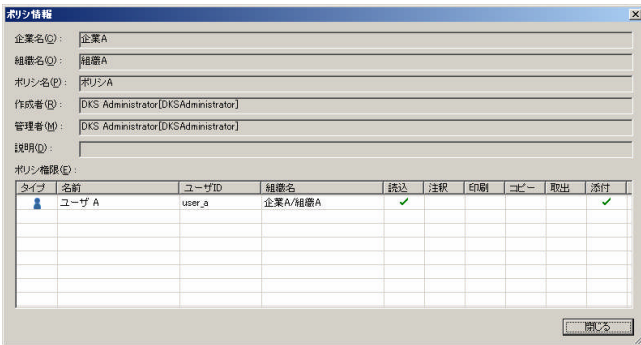 ポリシ情報
企業名(C): 企業A
組織名(O): 組織A
ポリシ名(P): ポリシA
作成者(R): DKS Administrator[DKSAdministrator]
管理者(M): DKS Administrator[DKSAdministrator]
説明(D):
ポリシ権限(E):
タイプ 名前 ユーザID 組織名 読込 注釈 印刷 コピー 取出 添付
ユーザ A user_a 企業A/組織A ✓ ✓
閉じる